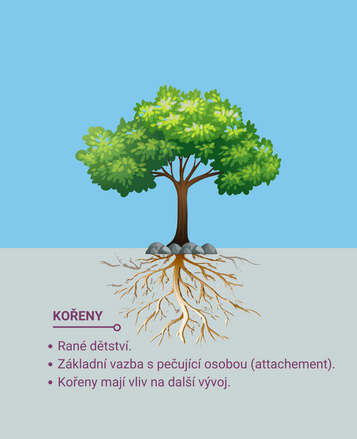 KOŘENY
• Rané dětství.
• Základní vazba s pečující osobou (attachement).
• Kořeny mají vliv na další vývoj.